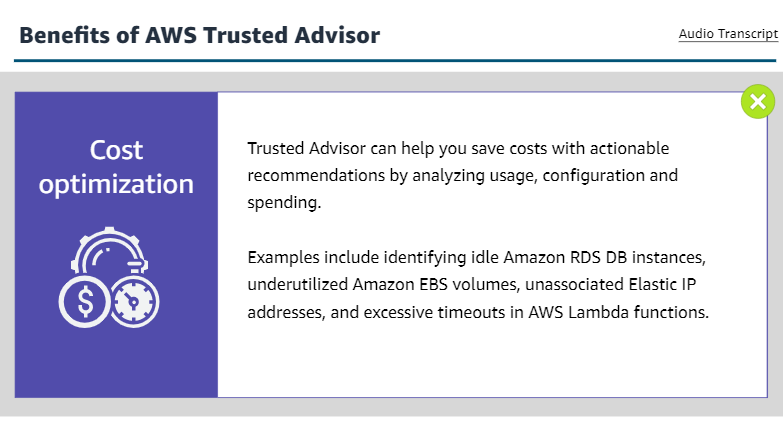 Benefits of AWS Trusted Advisor
Audio Transcript
Cost
optimization
$
Trusted Advisor can help you save costs with actionable
recommendations by analyzing usage, configuration and
spending.
Examples include identifying idle Amazon RDS DB instances,
underutilized Amazon EBS volumes, unassociated Elastic IP
addresses, and excessive timeouts in AWS Lambda functions.